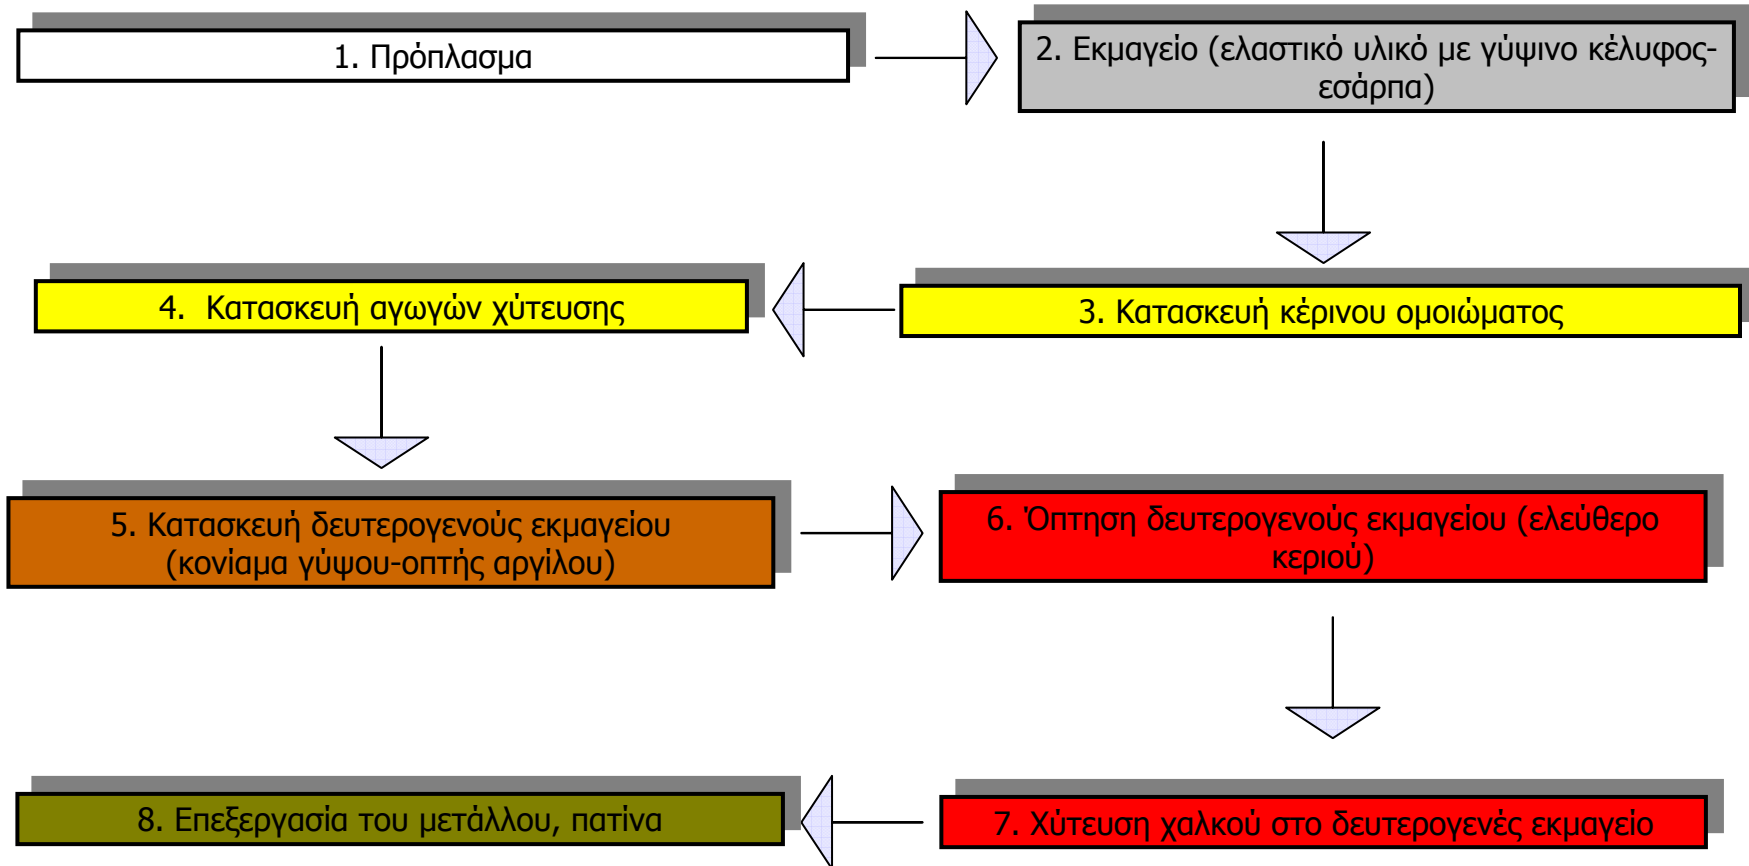 1. Πρόπλασμα
2. Εκμαγείο (ελαστικό υλικό με γύψινο κέλυφος-
εσάρπα)
3. Κατασκευή κέρινου ομοιώματος
4. Κατασκευή αγωγών χύτευσης
5. Κατασκευή δευτερογενούς εκμαγείου
(κονίαμα γύψου-οπτής αργίλου)
6. Όπτηση δευτερογενούς εκμαγείου (ελεύθερο
κεριού)
7. Χύτευση χαλκού στο δευτερογενές εκμαγείο
8. Επεξεργασία του μετάλλου, πατίνα